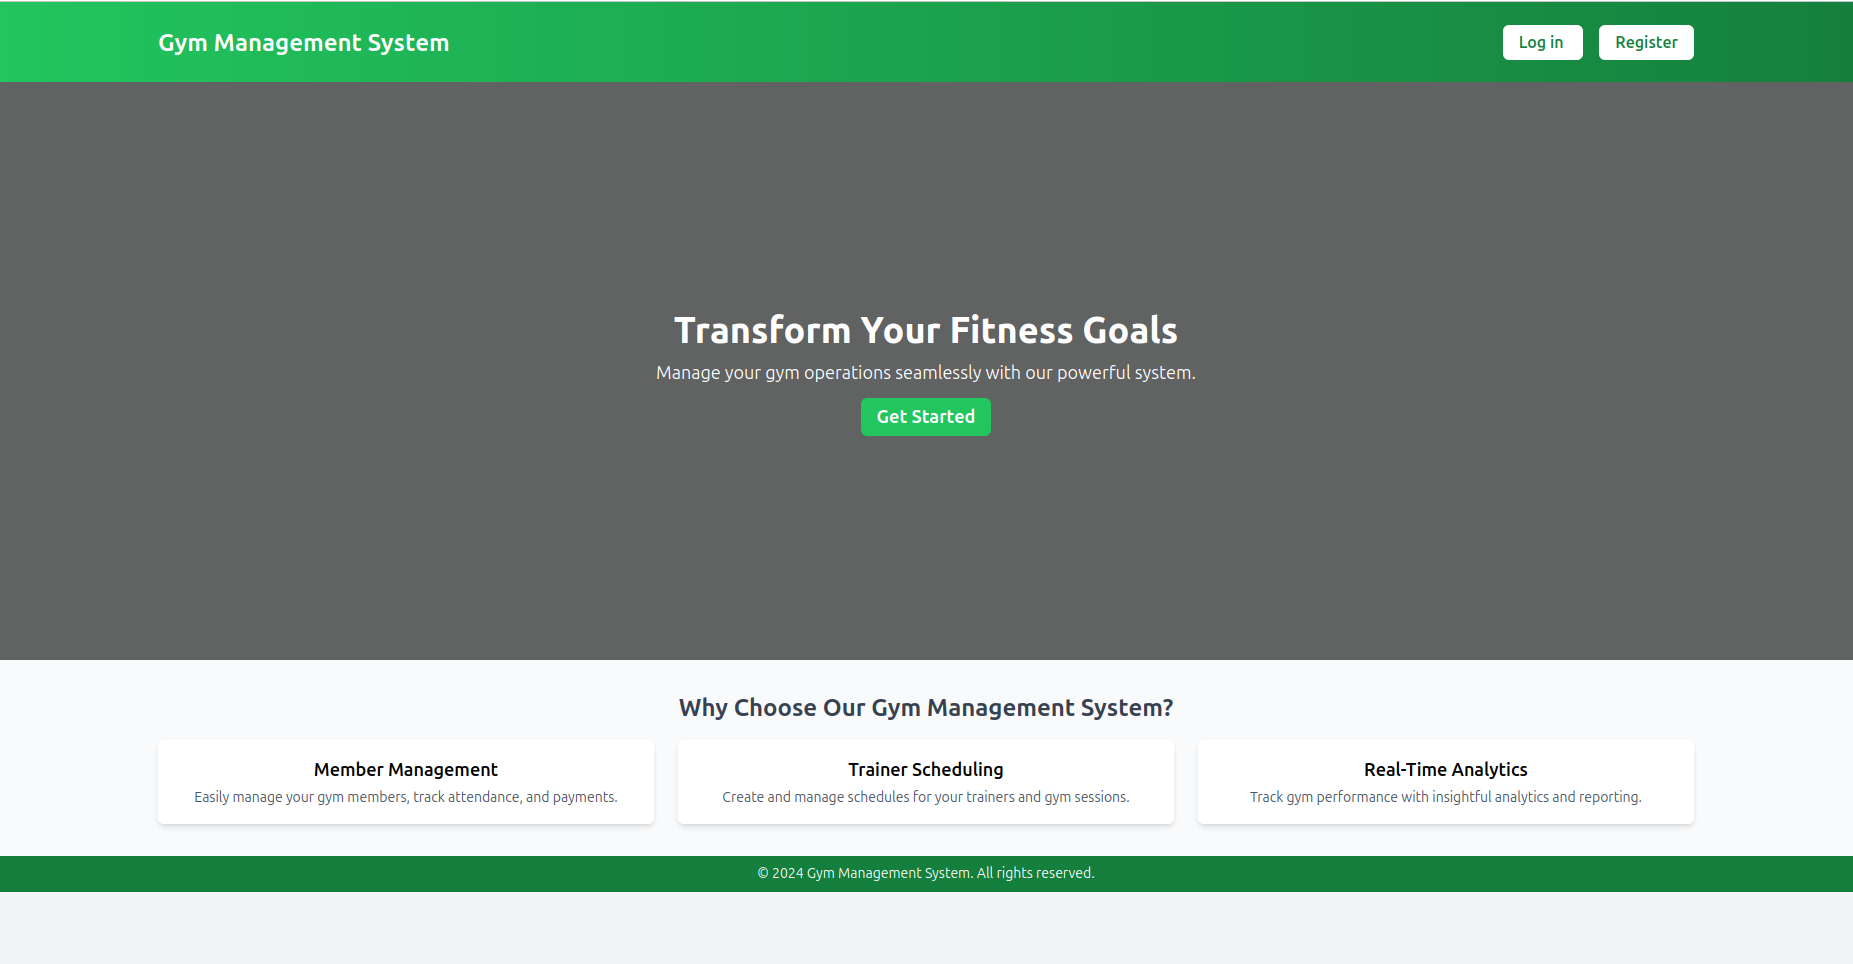 Gym Management System
Log in
Register
Transform Your Fitness Goals
Manage your gym operations seamlessly with our powerful system.
Get Started
Why Choose Our Gym Management System?
Member Management
Easily manage your gym members, track attendance, and payments.
Trainer Scheduling
Create and manage schedules for your trainers and gym sessions.
Real-Time Analytics
Track gym performance with insightful analytics and reporting.
© 2024 Gym Management System. All rights reserved.